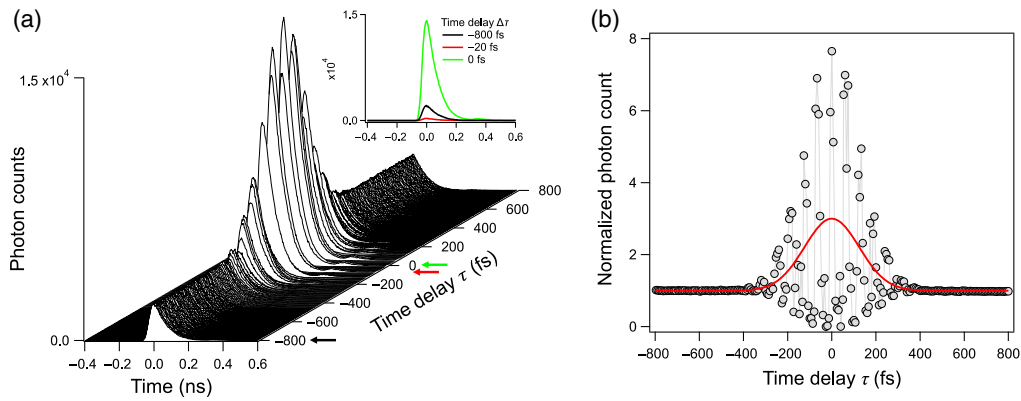 (a)
Photon counts
1.5×10⁴
0.0
−0.4 −0.2 0.0 0.2 0.4 0.6
Time (ns)
−800
−600
−400
−200
0
200
400
600
800
Time delay τ (fs)
1.5
×10⁴
0.0
−0.4 −0.2 0.0 0.2 0.4 0.6
Time delay Δτ
−800 fs
−20 fs
0 fs
(b)
Normalized photon count
8
6
4
2
0
−800 −600 −400 −200 0 200 400 600 800
Time delay τ (fs)